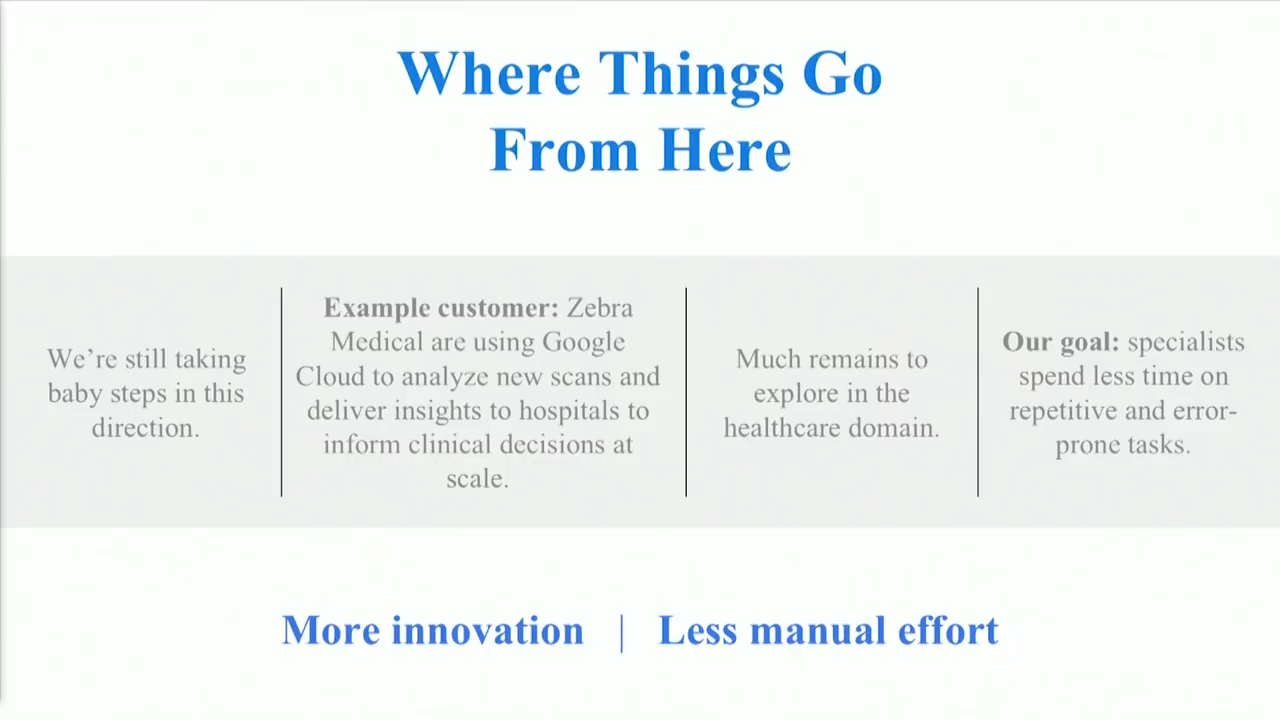 Where Things Go
From Here
We’re still taking
baby steps in this
direction.
Example customer: Zebra
Medical are using Google
Cloud to analyze new scans and
deliver insights to hospitals to
inform clinical decisions at
scale.
Much remains to
explore in the
healthcare domain.
Our goal: specialists
spend less time on
repetitive and error-
prone tasks.
More innovation | Less manual effort